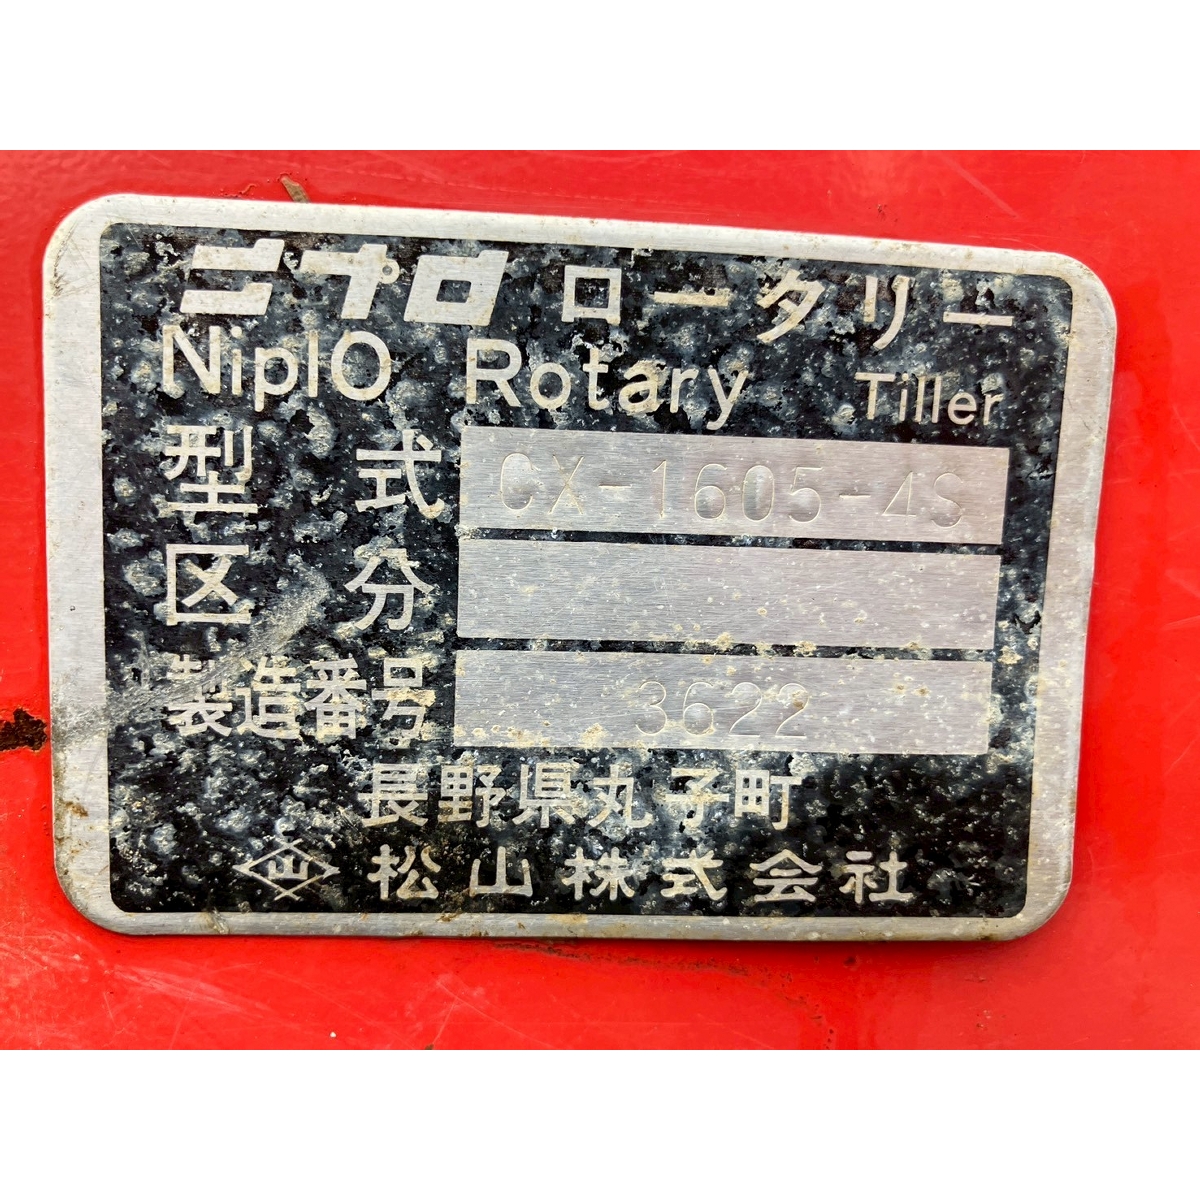 ニプロ ロータリー
NiplO Rotary Tiller
型式 CX-1605-4S
区分
製造番号 3622
長野県丸子町
山 松山株式会社